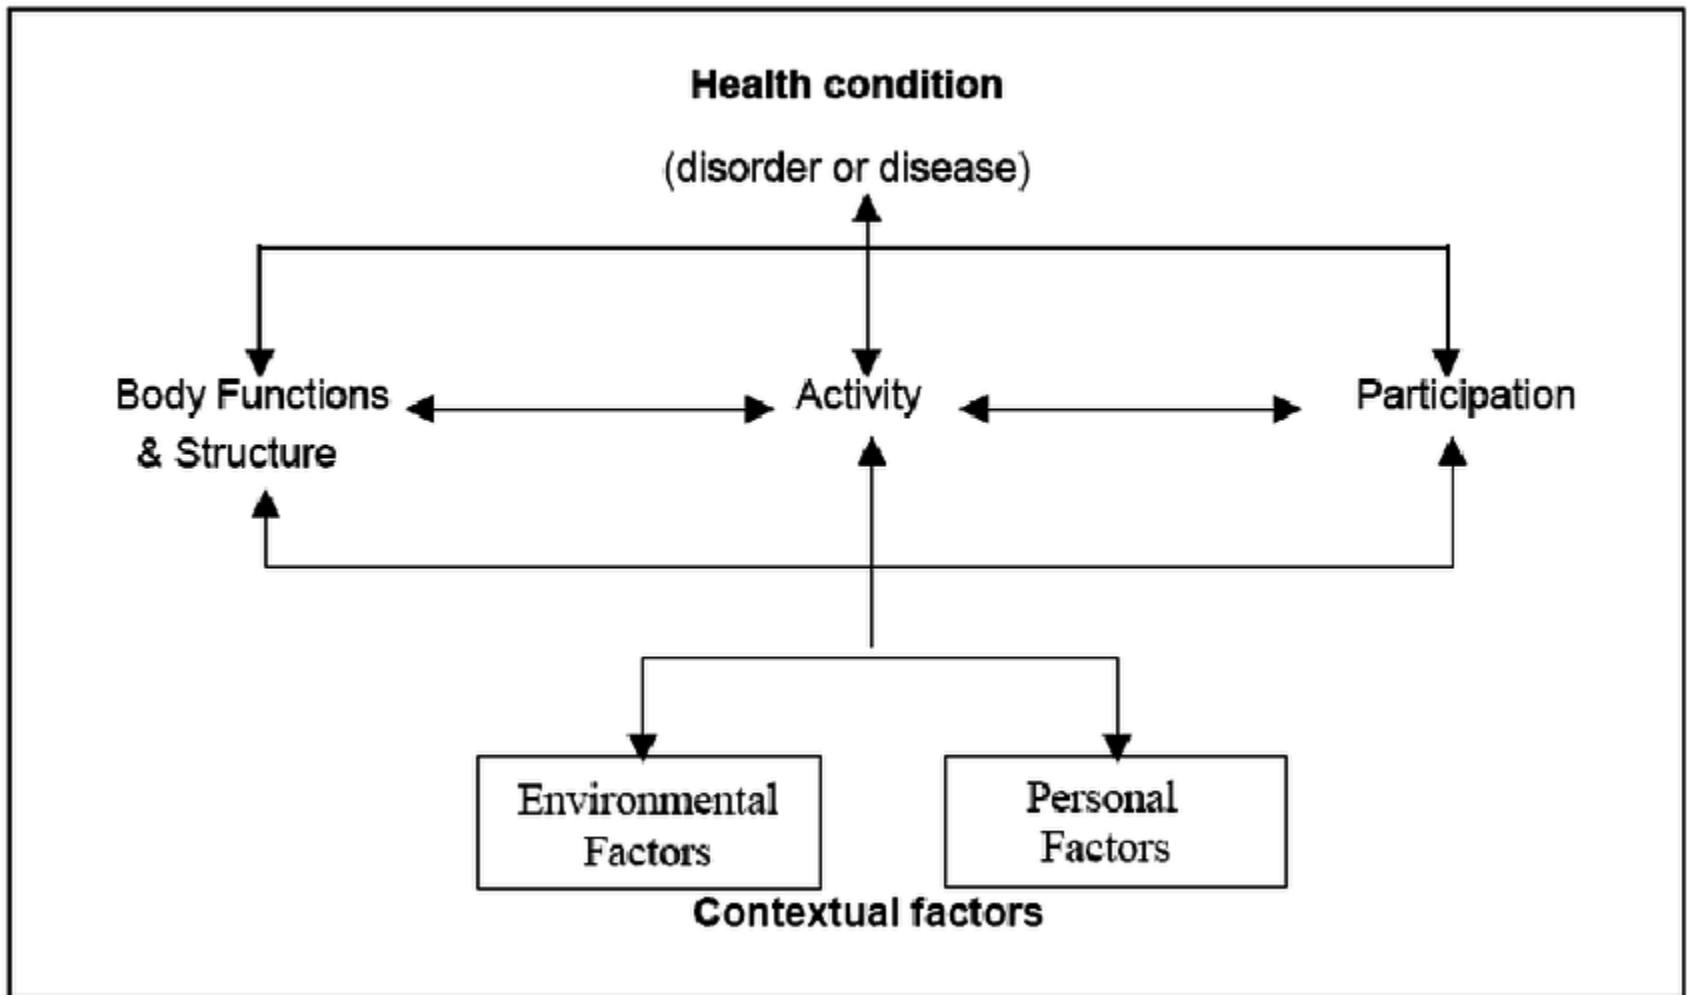 Health condition
(disorder or disease)
Body Functions
& Structure
Activity
Participation
Environmental
Factors
Personal
Factors
Contextual factors